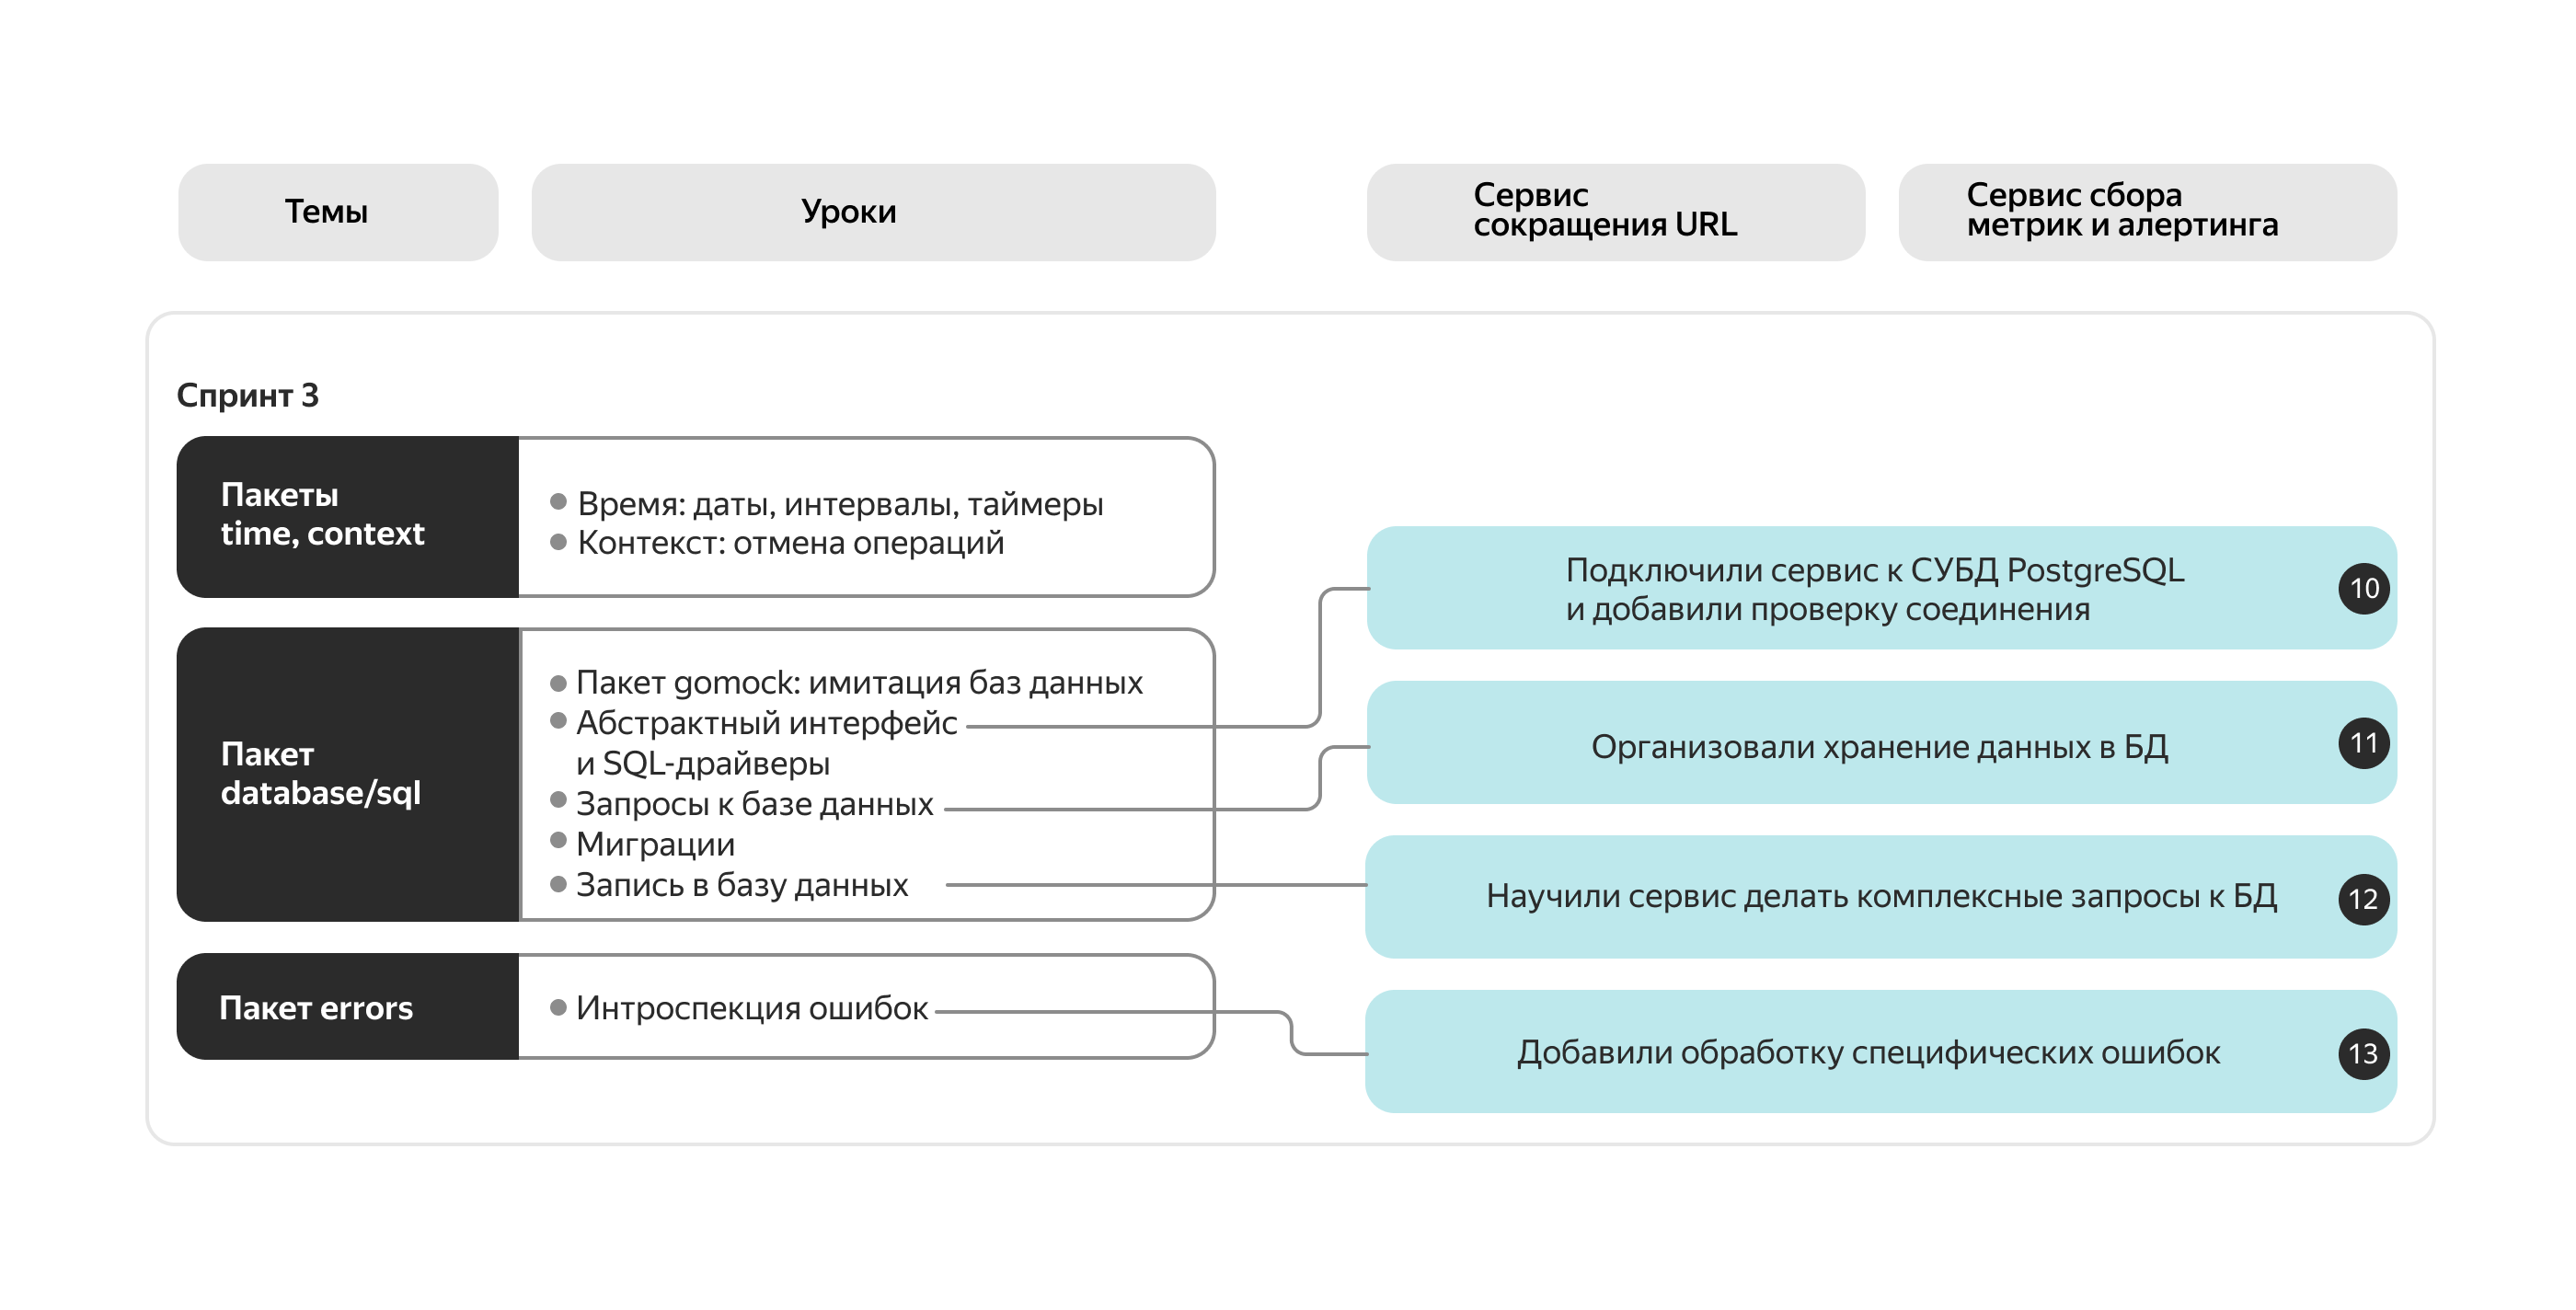 Темы
Уроки
Сервис
сокращения URL
Сервис сбора
метрик и алертинга
Спринт 3
Пакеты
time, context
Время: даты, интервалы, таймеры
Контекст: отмена операций
Пакет
database/sql
Пакет gomock: имитация баз данных
Абстрактный интерфейс
и SQL-драйверы
Запросы к базе данных
Миграции
Запись в базу данных
Пакет errors
Интроспекция ошибок
Подключили сервис к СУБД PostgreSQL
и добавили проверку соединения
10
Организовали хранение данных в БД
11
Научили сервис делать комплексные запросы к БД
12
Добавили обработку специфических ошибок
13